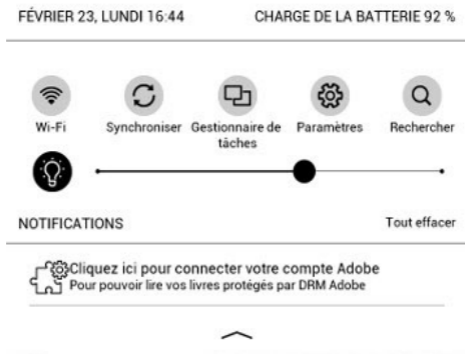 FÉVRIER 23, LUNDI 16:44 CHARGE DE LA BATTERIE 92 %
Wi-Fi Synchroniser Gestionnaire de tâches Paramètres Rechercher
NOTIFICATIONS Tout effacer
Cliquez ici pour connecter votre compte Adobe
Pour pouvoir lire vos livres protégés par DRM Adobe